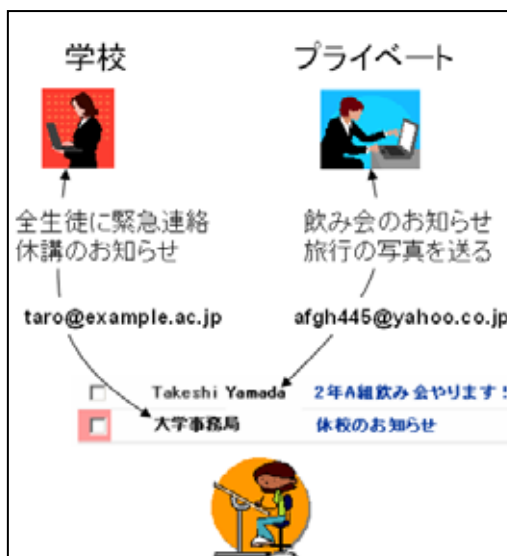 学校
プライベート
全生徒に緊急連絡
休講のお知らせ
飲み会のお知らせ
旅行の写真を送る
taro@example.ac.jp
afgh445@yahoo.co.jp
Takeshi Yamada 2年A組飲み会やります!
大学事務局 休校のお知らせ